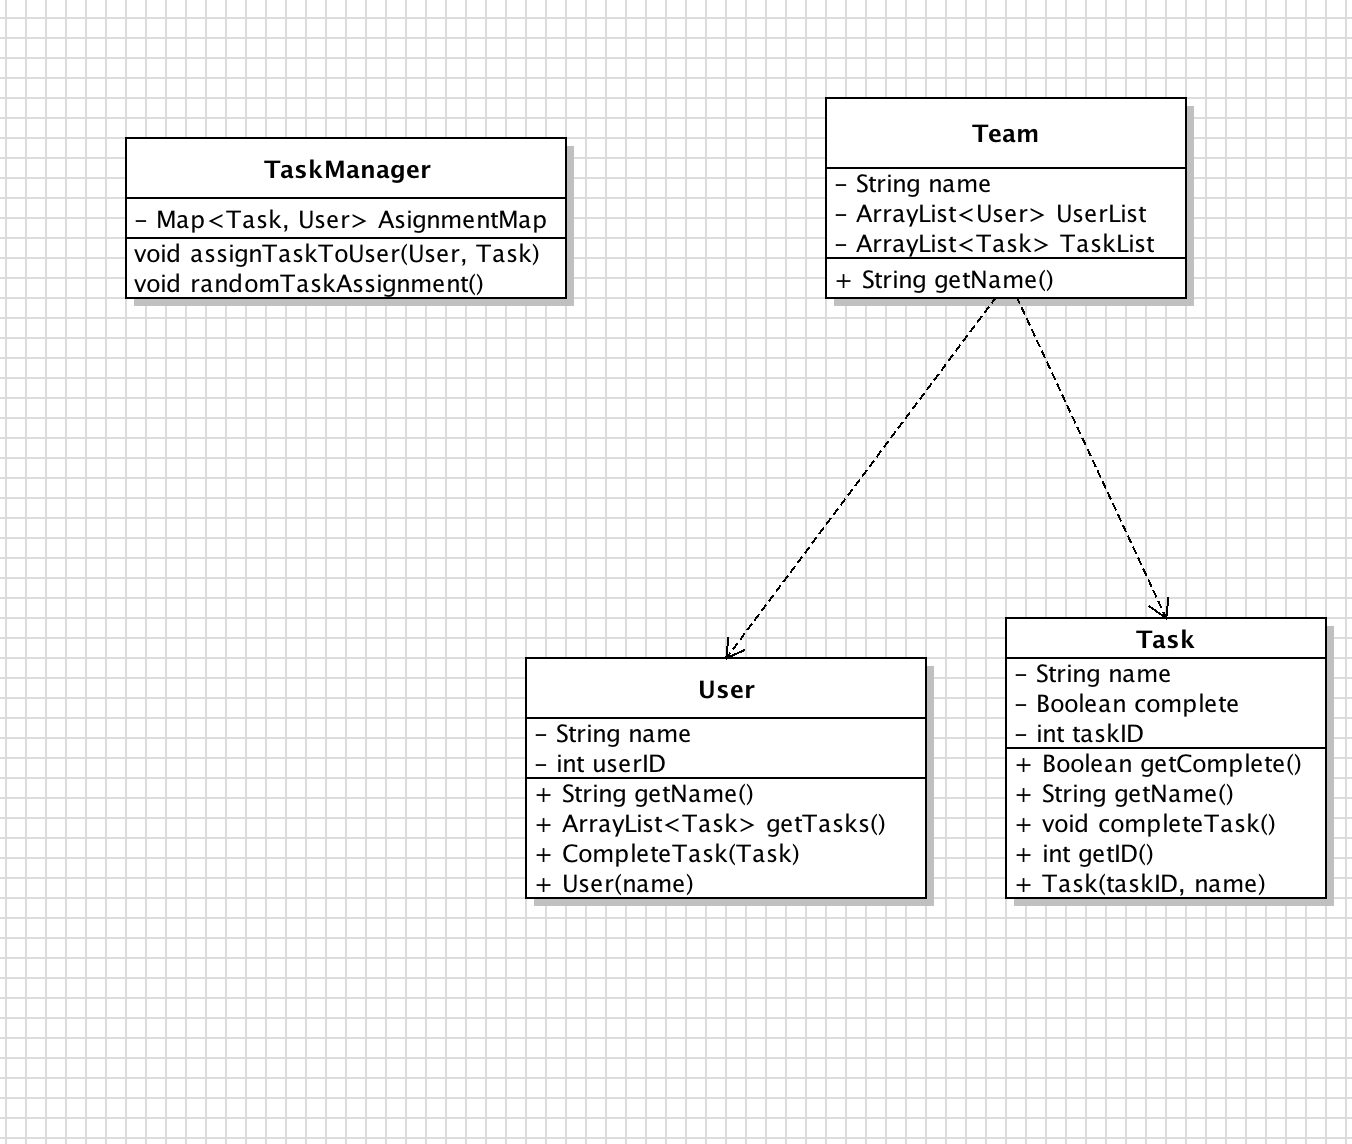 TaskManager
– Map<Task, User> AsignmentMap
void assignTaskToUser(User, Task)
void randomTaskAssignment()
Team
– String name
– ArrayList<User> UserList
– ArrayList<Task> TaskList
+ String getName()
User
– String name
– int userID
+ String getName()
+ ArrayList<Task> getTasks()
+ CompleteTask(Task)
+ User(name)
Task
– String name
– Boolean complete
– int taskID
+ Boolean getComplete()
+ String getName()
+ void completeTask()
+ int getID()
+ Task(taskID, name)